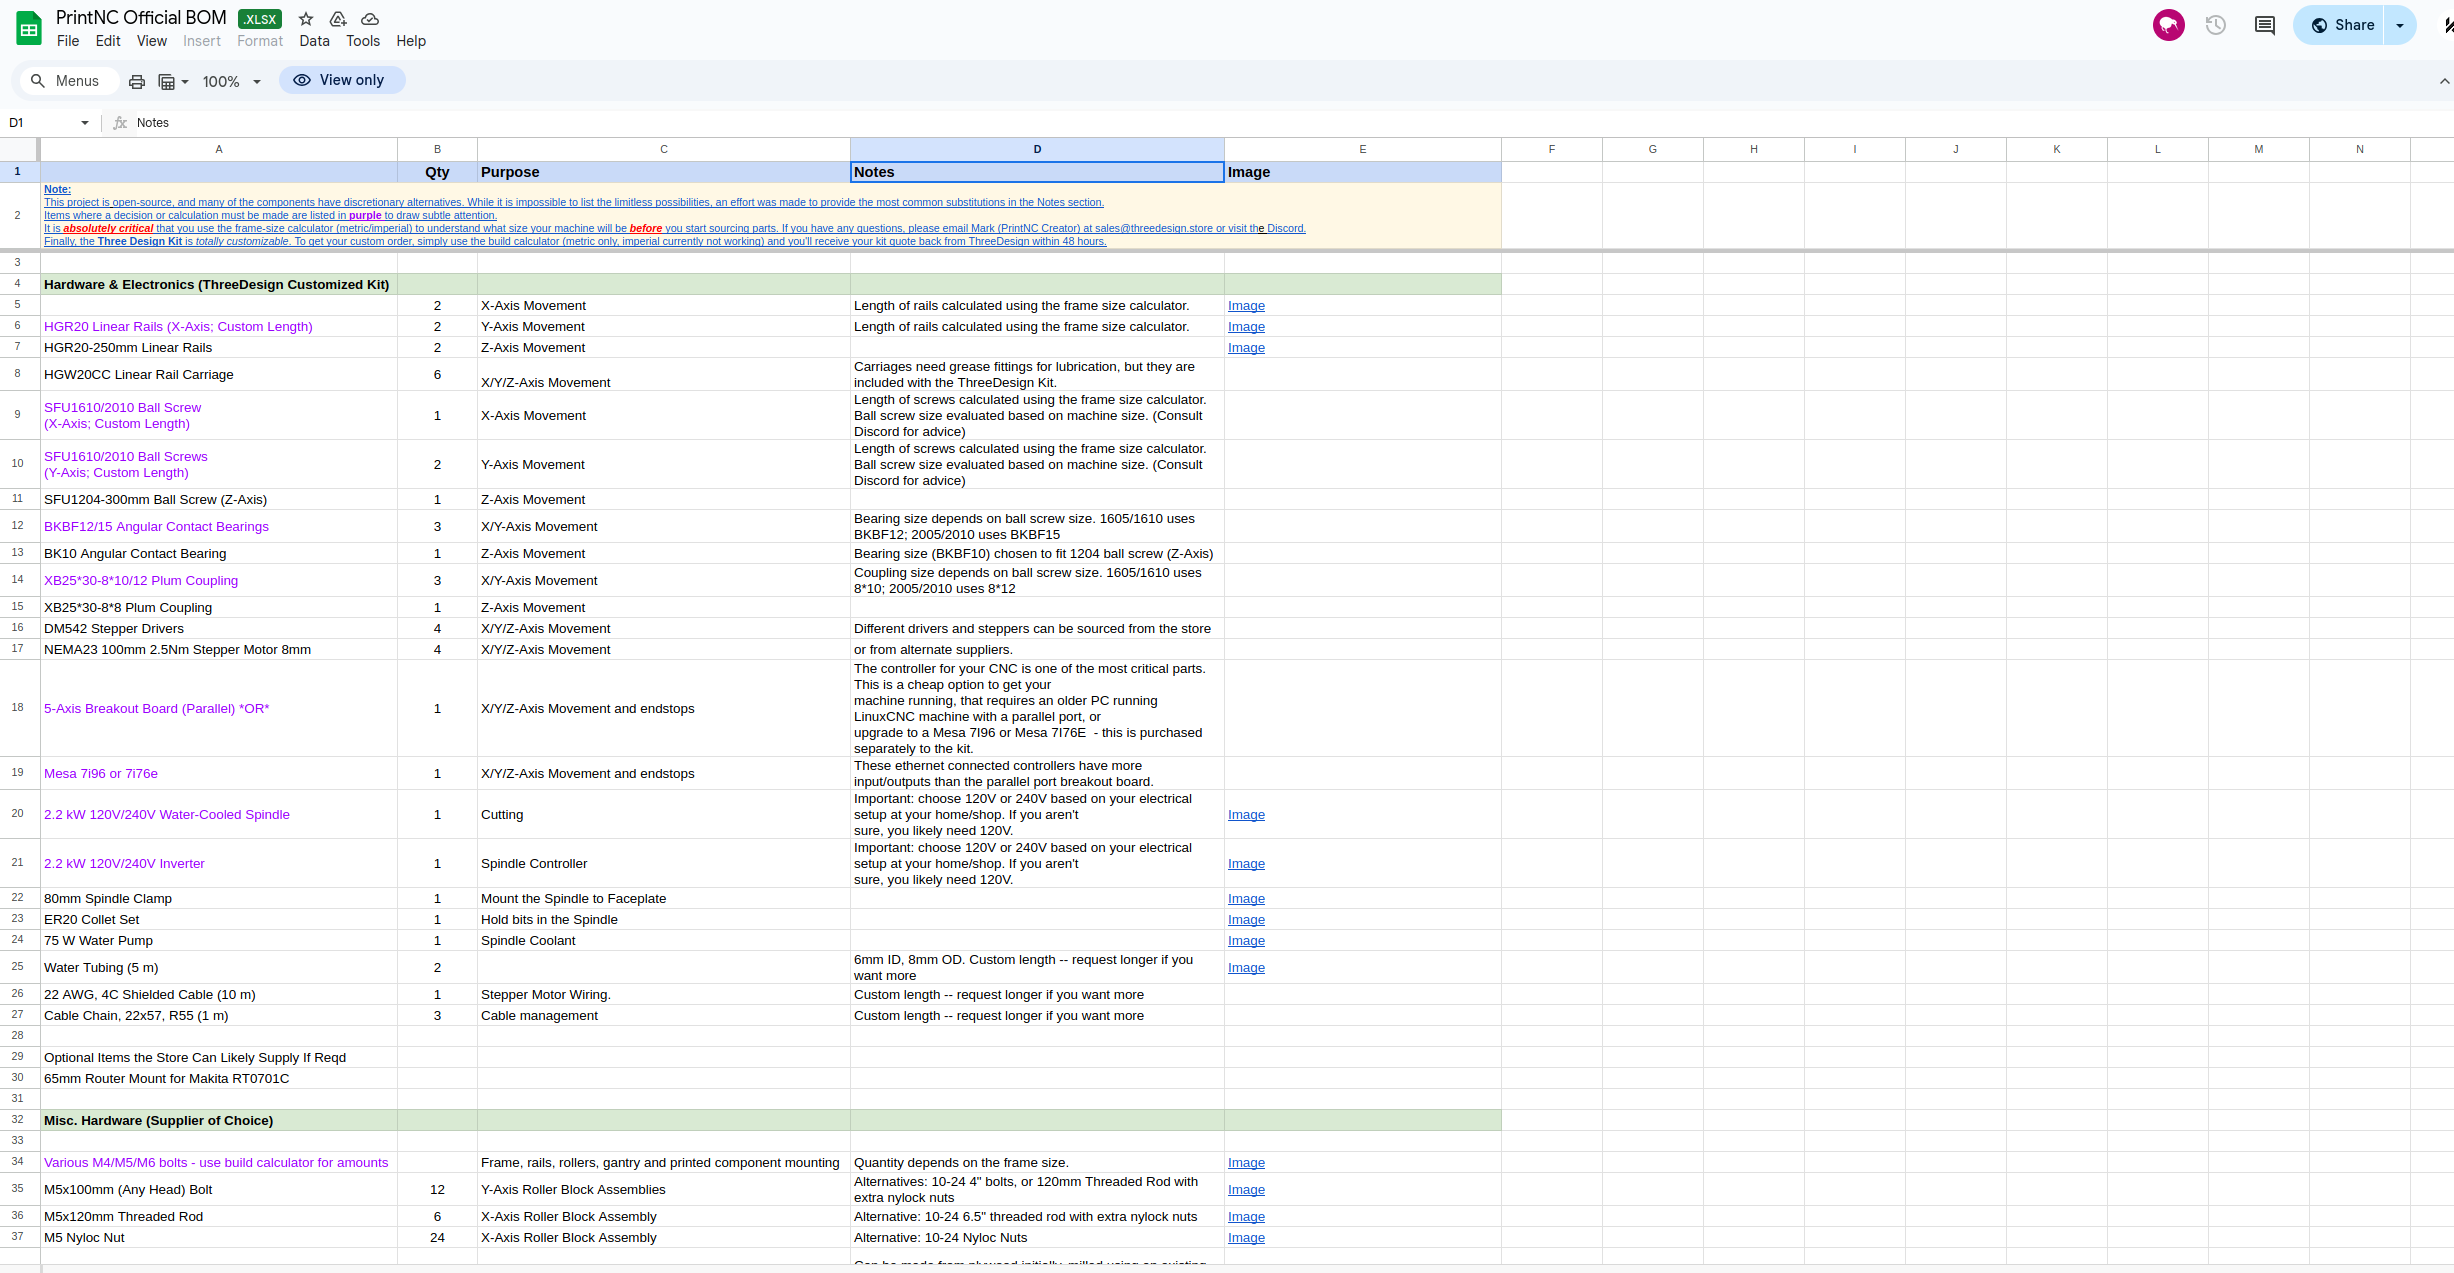 PrintNC Official BOM .XLSX
File Edit View Insert Format Data Tools Help
Share
Menus 100% View only
D1 fx Notes
A B C D E F G H I J K L M N
1 Qty Purpose Notes Image
2
Note:
This project is open-source, and many of the components have discretionary alternatives. While it is impossible to list the limitless possibilities, an effort was made to provide the most common substitutions in the Notes section.
Items where a decision or calculation must be made are listed in purple to draw subtle attention.
It is absolutely critical that you use the frame-size calculator (metric/imperial) to understand what size your machine will be before you start sourcing parts. If you have any questions, please email Mark (PrintNC Creator) at sales@threedesign.store or visit the Discord.
Finally, the Three Design Kit is totally customizable. To get your custom order, simply use the build calculator (metric only, imperial currently not working) and you'll receive your kit quote back from ThreeDesign within 48 hours.
3
4 Hardware & Electronics (ThreeDesign Customized Kit)
5 2 X-Axis Movement Length of rails calculated using the frame size calculator. Image
6 HGR20 Linear Rails (X-Axis; Custom Length) 2 Y-Axis Movement Length of rails calculated using the frame size calculator. Image
7 HGR20-250mm Linear Rails 2 Z-Axis Movement Image
8 HGW20CC Linear Rail Carriage 6 X/Y/Z-Axis Movement
Carriages need grease fittings for lubrication, but they are
included with the ThreeDesign Kit.
9 SFU1610/2010 Ball Screw
(X-Axis; Custom Length) 1 X-Axis Movement
Length of screws calculated using the frame size calculator.
Ball screw size evaluated based on machine size. (Consult
Discord for advice)
10 SFU1610/2010 Ball Screws
(Y-Axis; Custom Length) 2 Y-Axis Movement
Length of screws calculated using the frame size calculator.
Ball screw size evaluated based on machine size. (Consult
Discord for advice)
11 SFU1204-300mm Ball Screw (Z-Axis) 1 Z-Axis Movement
12 BKBF12/15 Angular Contact Bearings 3 X/Y-Axis Movement
Bearing size depends on ball screw size. 1605/1610 uses
BKBF12; 2005/2010 uses BKBF15
13 BK10 Angular Contact Bearing 1 Z-Axis Movement Bearing size (BKBF10) chosen to fit 1204 ball screw (Z-Axis)
14 XB25*30-8*10/12 Plum Coupling 3 X/Y-Axis Movement
Coupling size depends on ball screw size. 1605/1610 uses
8*10; 2005/2010 uses 8*12
15 XB25*30-8*8 Plum Coupling 1 Z-Axis Movement
16 DM542 Stepper Drivers 4 X/Y/Z-Axis Movement Different drivers and steppers can be sourced from the store
17 NEMA23 100mm 2.5Nm Stepper Motor 8mm 4 X/Y/Z-Axis Movement or from alternate suppliers.
18 5-Axis Breakout Board (Parallel) *OR* 1 X/Y/Z-Axis Movement and endstops
The controller for your CNC is one of the most critical parts.
This is a cheap option to get your
machine running, that requires an older PC running
LinuxCNC machine with a parallel port, or
upgrade to a Mesa 7I96 or Mesa 7I76E - this is purchased
separately to the kit.
19 Mesa 7i96 or 7i76e 1 X/Y/Z-Axis Movement and endstops
These ethernet connected controllers have more
input/outputs than the parallel port breakout board.
20 2.2 kW 120V/240V Water-Cooled Spindle 1 Cutting
Important: choose 120V or 240V based on your electrical
setup at your home/shop. If you aren't
sure, you likely need 120V.
Image
21 2.2 kW 120V/240V Inverter 1 Spindle Controller
Important: choose 120V or 240V based on your electrical
setup at your home/shop. If you aren't
sure, you likely need 120V.
Image
22 80mm Spindle Clamp 1 Mount the Spindle to Faceplate Image
23 ER20 Collet Set 1 Hold bits in the Spindle Image
24 75 W Water Pump 1 Spindle Coolant Image
25 Water Tubing (5 m) 2
6mm ID, 8mm OD. Custom length -- request longer if you
want more
Image
26 22 AWG, 4C Shielded Cable (10 m) 1 Stepper Motor Wiring. Custom length -- request longer if you want more
27 Cable Chain, 22x57, R55 (1 m) 3 Cable management Custom length -- request longer if you want more
28
29 Optional Items the Store Can Likely Supply If Reqd
30 65mm Router Mount for Makita RT0701C
31
32 Misc. Hardware (Supplier of Choice)
33
34 Various M4/M5/M6 bolts - use build calculator for amounts Frame, rails, rollers, gantry and printed component mounting Quantity depends on the frame size. Image
35 M5x100mm (Any Head) Bolt 12 Y-Axis Roller Block Assemblies
Alternatives: 10-24 4" bolts, or 120mm Threaded Rod with
extra nylock nuts
Image
36 M5x120mm Threaded Rod 6 X-Axis Roller Block Assembly Alternative: 10-24 6.5" threaded rod with extra nylock nuts Image
37 M5 Nyloc Nut 24 X-Axis Roller Block Assembly Alternative: 10-24 Nyloc Nuts Image